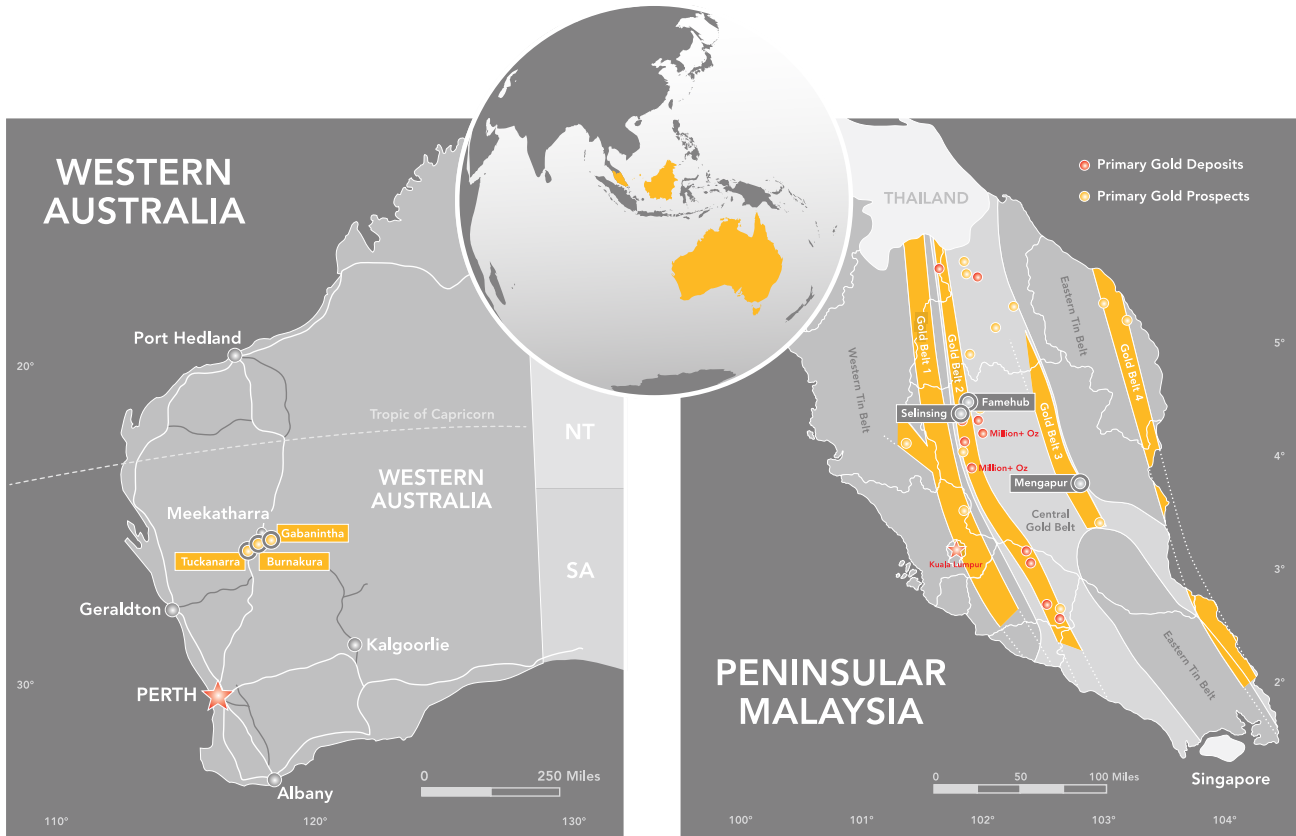 WESTERN
AUSTRALIA
Port Hedland
20°
Tropic of Capricorn
NT
WESTERN
AUSTRALIA
Meekatharra
Gabanintha
Tuckanarra
Burnakura
SA
Geraldton
Kalgoorlie
30°
PERTH
0
250 Miles
Albany
110°
120°
130°
Primary Gold Deposits
Primary Gold Prospects
THAILAND
Eastern Tin Belt
Gold Belt 1
Gold Belt 2
Gold Belt 4
5°
Western Tin Belt
Famehub
Selinsing
Gold Belt 3
Million+ Oz
4°
Million+ Oz
Mengapur
Central
Gold Belt
Kuala Lumpur
3°
PENINSULAR
MALAYSIA
Eastern Tin Belt
2°
Singapore
0
50
100 Miles
100°
101°
102°
103°
104°